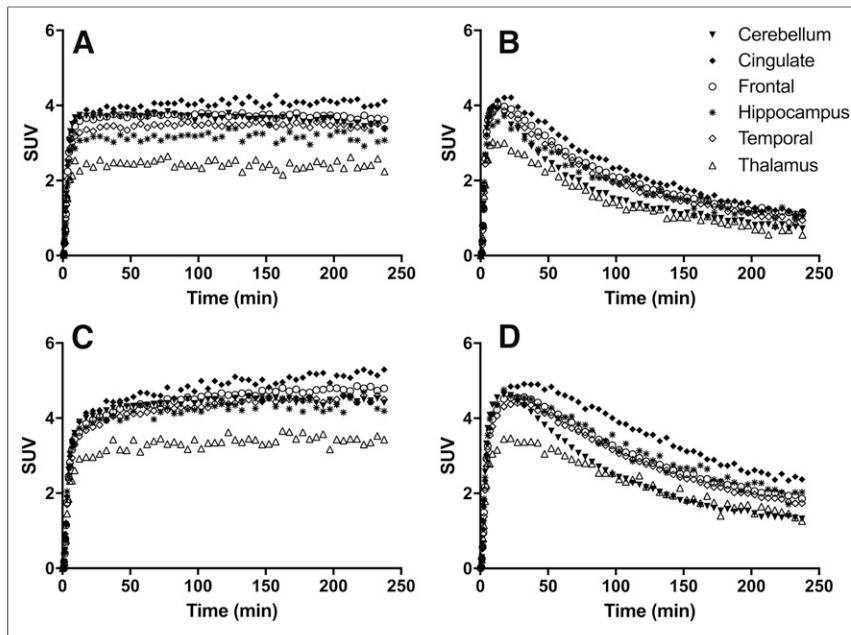 A
B
Cerebellum
Cingulate
Frontal
Hippocampus
Temporal
Thalamus
6
4
2
0
SUV
0 50 100 150 200 250
Time (min)
6
4
2
0
SUV
0 50 100 150 200 250
Time (min)
C
D
6
4
2
0
SUV
0 50 100 150 200 250
Time (min)
6
4
2
0
SUV
0 50 100 150 200 250
Time (min)